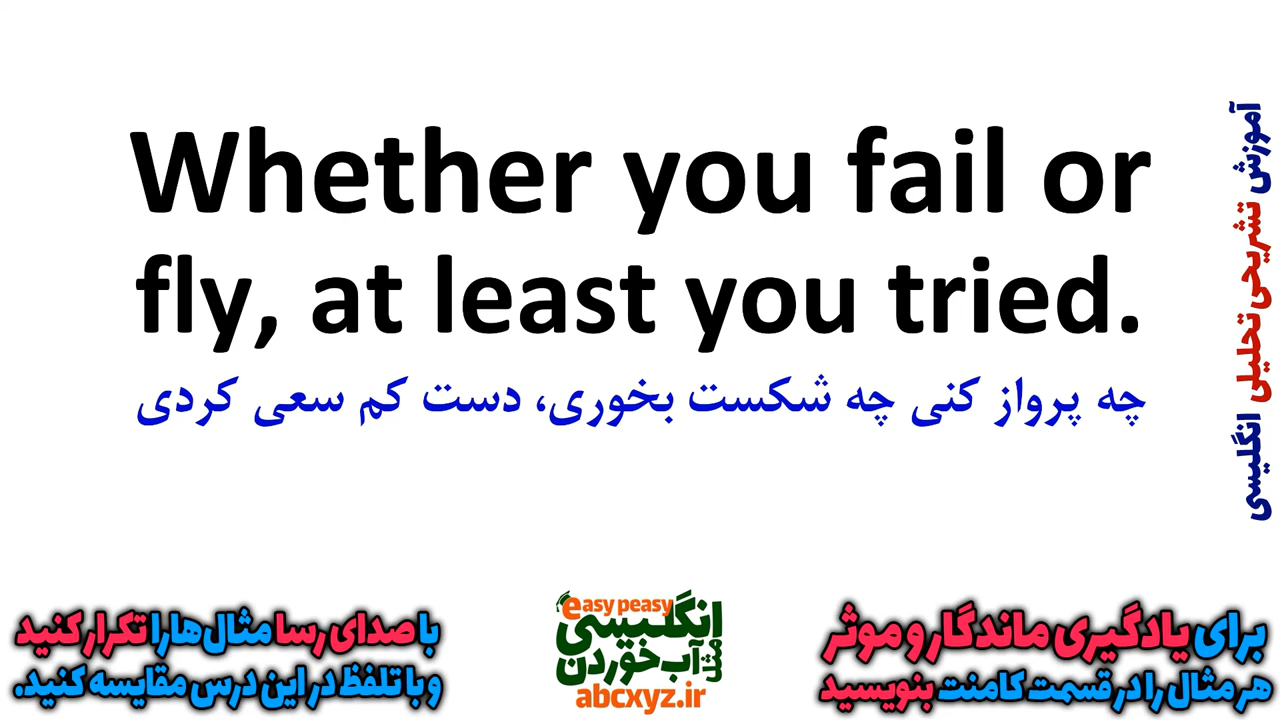 Whether you fail or
fly, at least you tried.
چه پرواز کنی چه شکست بخوری، دست کم سعی کردی
آموزش تشریحی تحلیلی انگلیسی
با صدای رسا مثال‌ها را تکرار کنید
و با تلفظ در این درس مقایسه کنید.
easy peasy
انگلیسی
مثل آب خوردن
abcxyz.ir
برای یادگیری ماندگار و موثر
هر مثال را در قسمت کامنت بنویسید